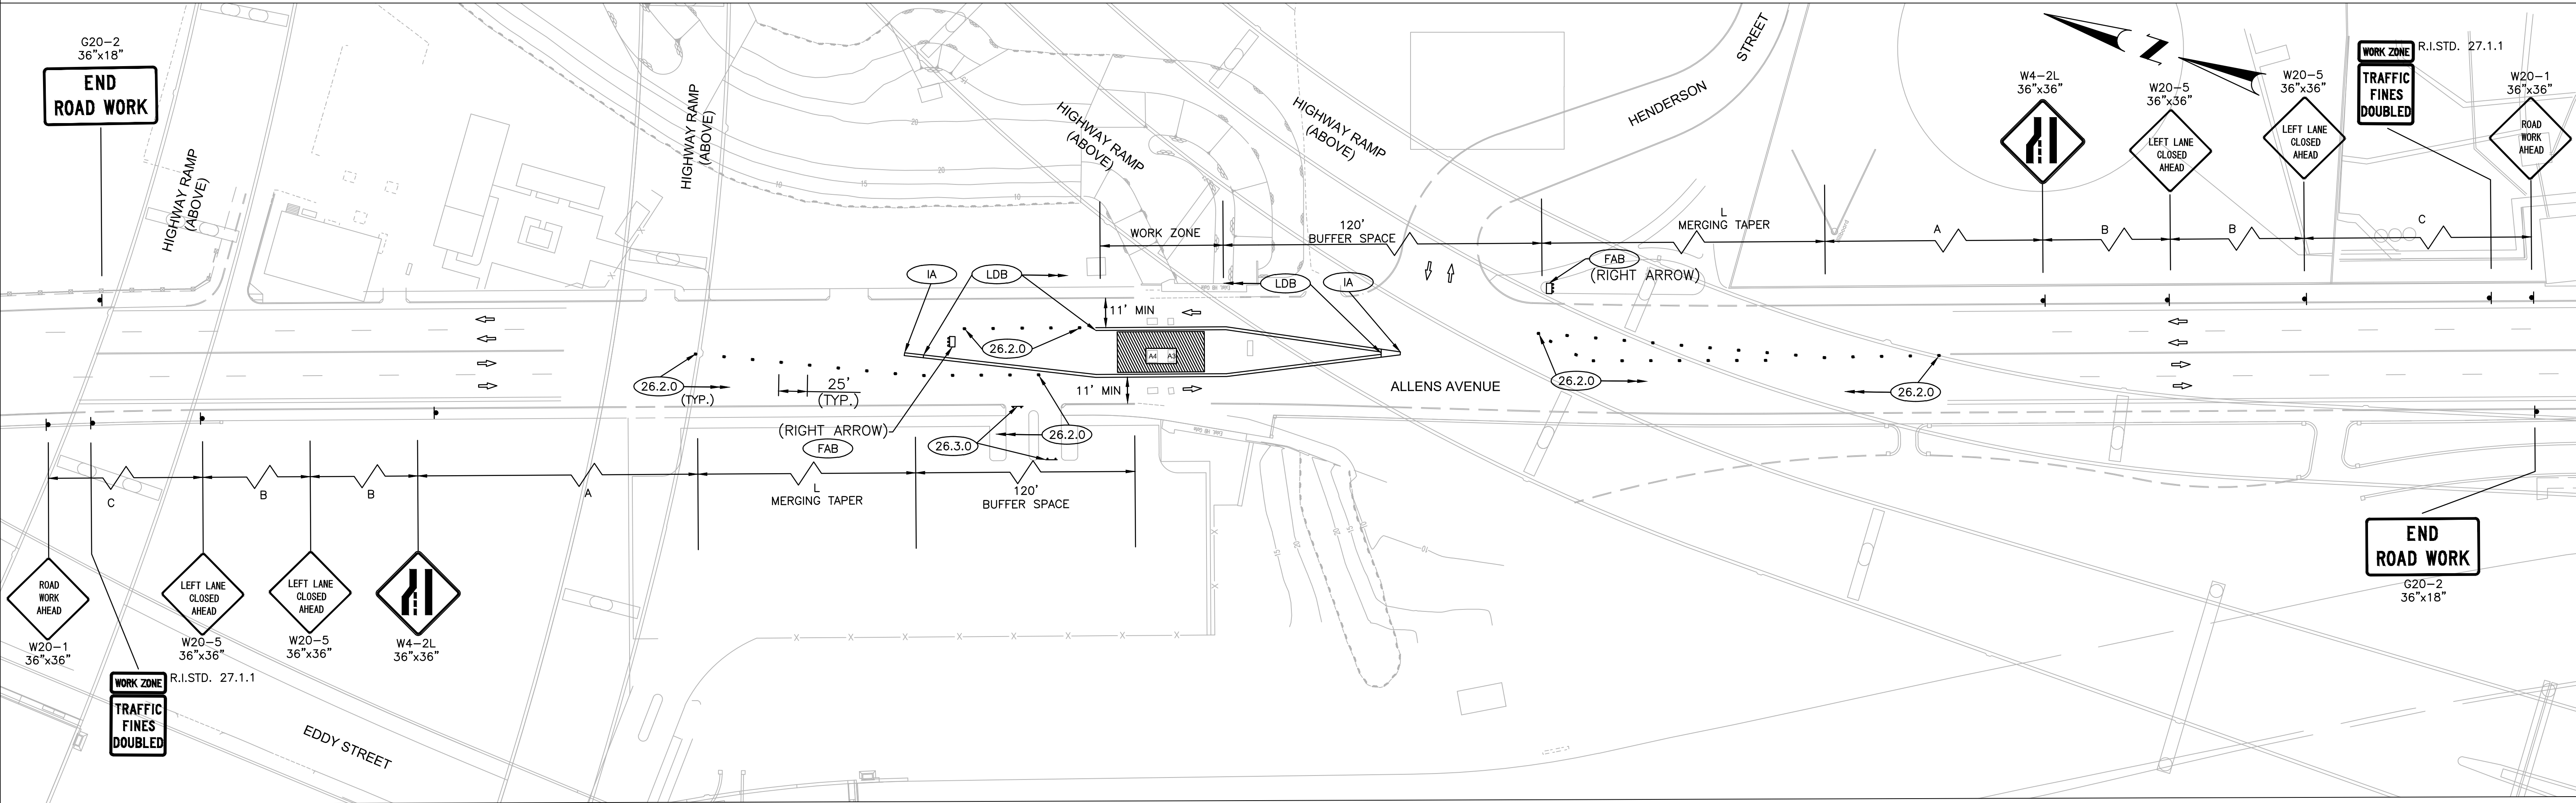 G20-2
36"x18"
END
ROAD WORK
HIGHWAY RAMP
(ABOVE)
HIGHWAY RAMP
(ABOVE)
HIGHWAY RAMP
(ABOVE)
HIGHWAY RAMP
(ABOVE)
HENDERSON
STREET
N
W4-2L
36"x36"
W20-5
36"x36"
LEFT LANE
CLOSED
AHEAD
W20-5
36"x36"
LEFT LANE
CLOSED
AHEAD
WORK ZONE
R.I.STD. 27.1.1
TRAFFIC
FINES
DOUBLED
W20-1
36"x36"
ROAD
WORK
AHEAD
20
20
15
10
10
WORK ZONE
120'
BUFFER SPACE
L
MERGING TAPER
A
B
B
C
IA
LDB
LDB
IA
FAB
(RIGHT ARROW)
11' MIN
26.2.0
A4
A3
26.2.0
(TYP.)
25'
(TYP.)
11' MIN
ALLENS AVENUE
26.2.0
26.2.0
(RIGHT ARROW)
FAB
26.3.0
26.2.0
C
B
B
A
L
MERGING TAPER
120'
BUFFER SPACE
ROAD
WORK
AHEAD
W20-1
36"x36"
LEFT LANE
CLOSED
AHEAD
W20-5
36"x36"
LEFT LANE
CLOSED
AHEAD
W20-5
36"x36"
W4-2L
36"x36"
WORK ZONE
R.I.STD. 27.1.1
TRAFFIC
FINES
DOUBLED
EDDY STREET
END
ROAD WORK
G20-2
36"x18"